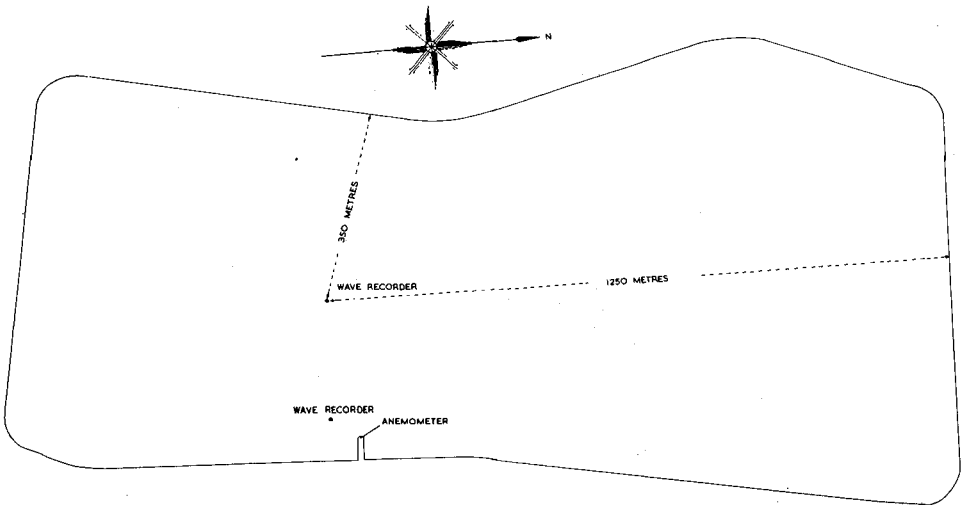 N
350 METRES
WAVE RECORDER
1250 METRES
WAVE RECORDER
ANEMOMETER